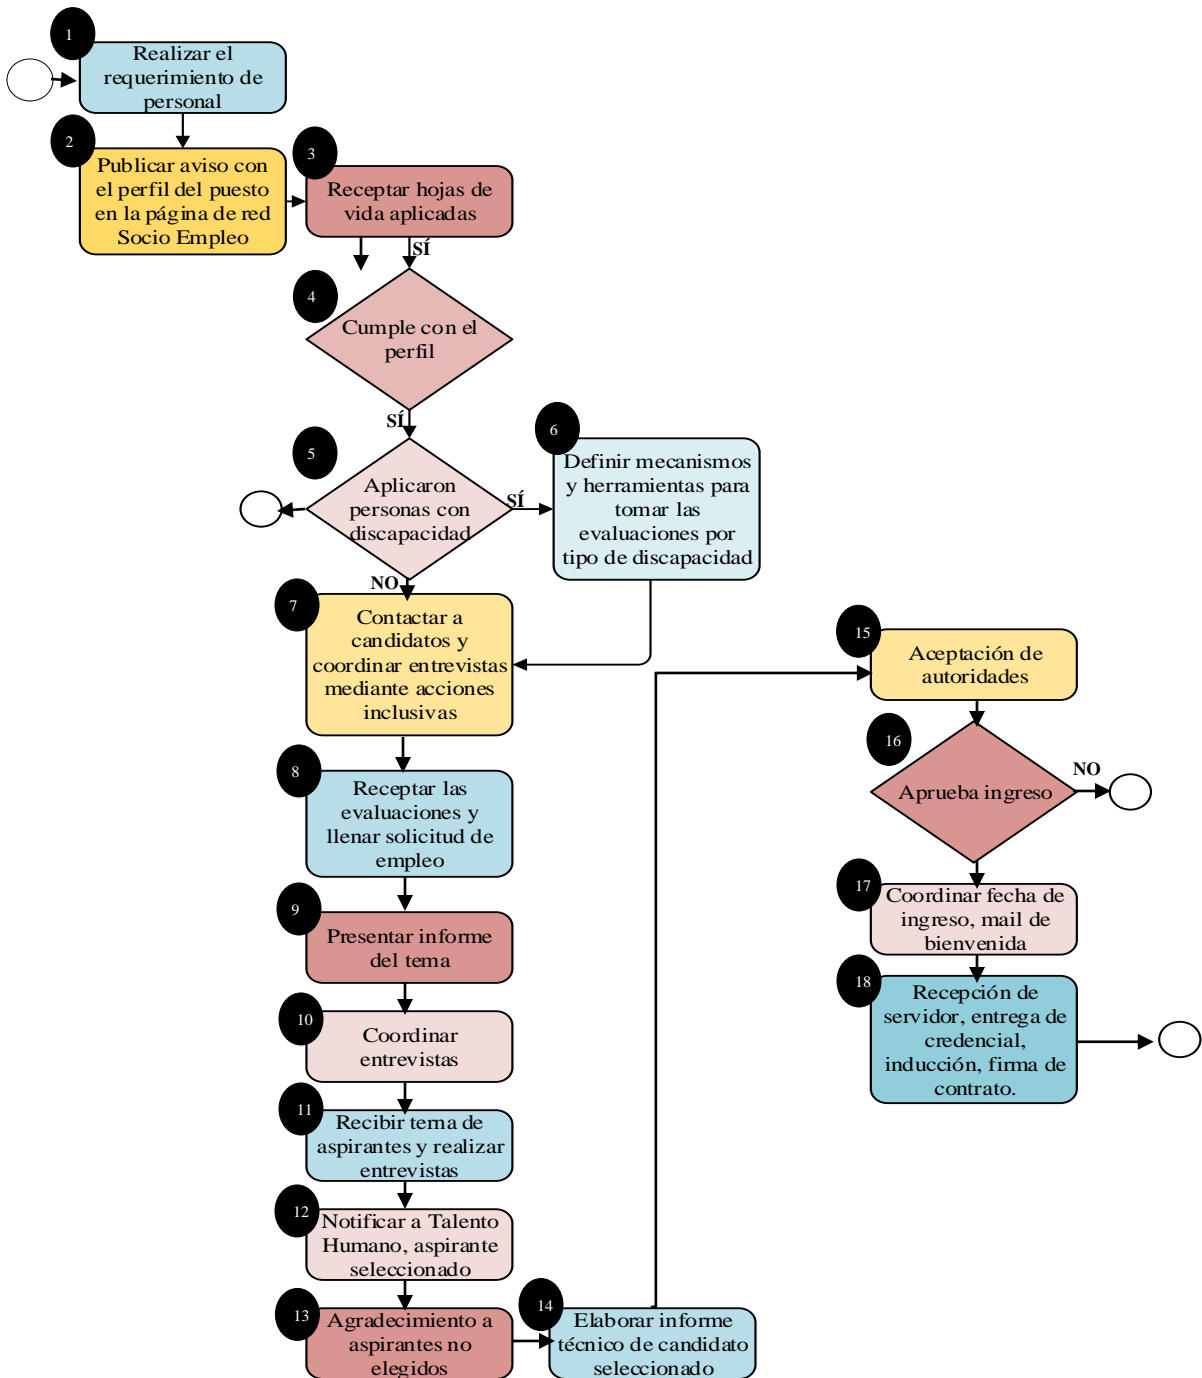 1
Realizar el
requerimiento de
personal
2
Publicar aviso con
el perfil del puesto
en la página de red
Socio Empleo
3
Receptar hojas de
vida aplicadas
SÍ
4
Cumple con el
perfil
SÍ
5
Aplicaron
personas con
discapacidad
SÍ
6
Definir mecanismos
y herramientas para
tomar las
evaluaciones por
tipo de discapacidad
NO
7
Contactar a
candidatos y
coordinar entrevistas
mediante acciones
inclusivas
8
Receptar las
evaluaciones y
llenar solicitud de
empleo
9
Presentar informe
del tema
10
Coordinar
entrevistas
11
Recibir terna de
aspirantes y realizar
entrevistas
12
Notificar a Talento
Humano, aspirante
seleccionado
13
Agradecimiento a
aspirantes no
elegidos
14
Elaborar informe
técnico de candidato
seleccionado
15
Aceptación de
autoridades
16
Aprueba ingreso
NO
17
Coordinar fecha de
ingreso, mail de
bienvenida
18
Recepción de
servidor, entrega de
credencial,
inducción, firma de
contrato.